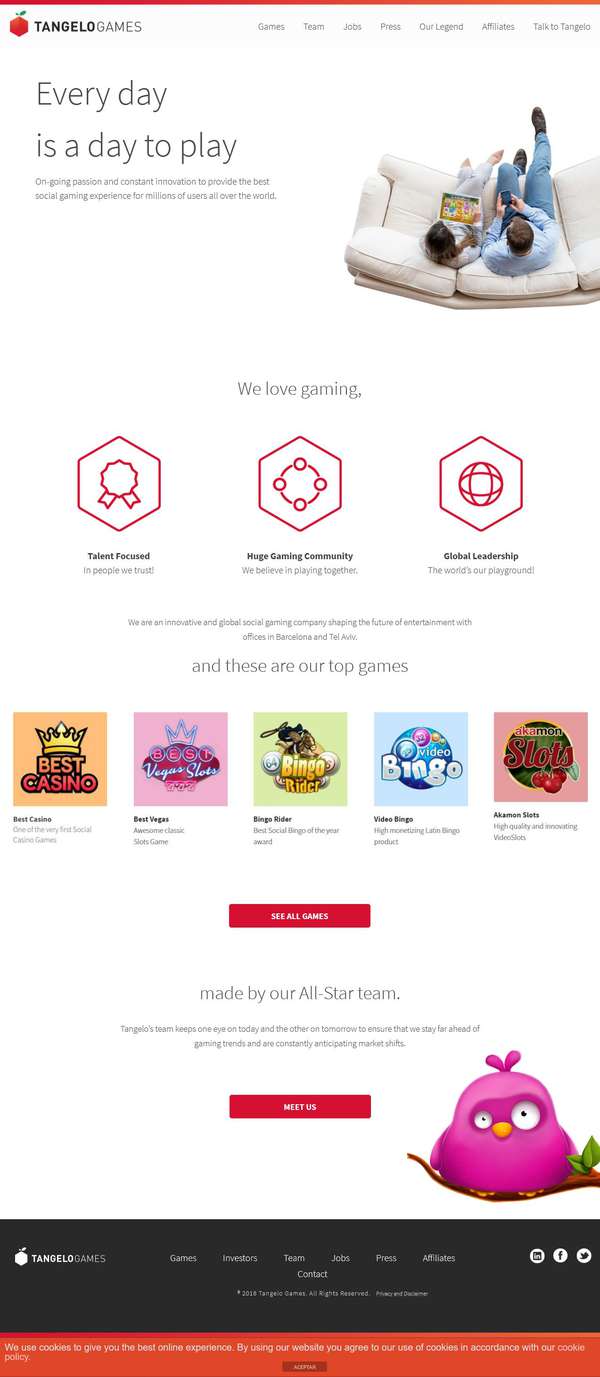 TANGELOGAMES
Games Team Jobs Press Our Legend Affiliates Talk to Tangelo
Every day
is a day to play
On-going passion and constant innovation to provide the best
social gaming experience for millions of users all over the world.
We love gaming,
Talent Focused
In people we trust!
Huge Gaming Community
We believe in playing together.
Global Leadership
The world's our playground!
We are an innovative and global social gaming company shaping the future of entertainment with
offices in Barcelona and Tel Aviv.
and these are our top games
BEST
CASINO
Best Casino
One of the very first Social
Casino Games
BEST
Vegas Slots
777
Best Vegas
Awesome classic
Slots Game
64
Bingo
Rider
Bingo Rider
Best Social Bingo of the year
award
video
Bingo
Video Bingo
High monetizing Latin Bingo
product
akamon
Slots
Akamon Slots
High quality and innovating
VideoSlots
SEE ALL GAMES
made by our All-Star team.
Tangelo's team keeps one eye on today and the other on tomorrow to ensure that we stay far ahead of
gaming trends and are constantly anticipating market shifts.
MEET US
TANGELOGAMES
Games Investors Team Jobs Press Affiliates
Contact
© 2016 Tangelo Games. All Rights Reserved. Privacy and Disclaimer
We use cookies to give you the best online experience. By using our website you agree to our use of cookies in accordance with our cookie
policy.
ACEPTAR